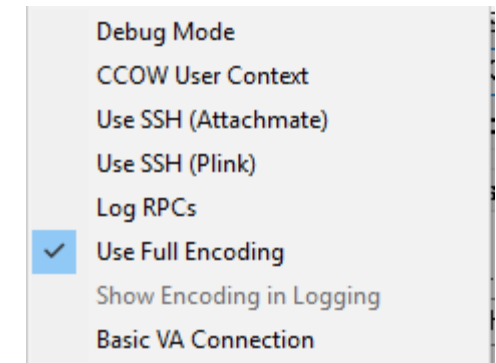 Debug Mode
CCOW User Context
Use SSH (Attachmate)
Use SSH (Plink)
Log RPCs
Use Full Encoding
Show Encoding in Logging
Basic VA Connection